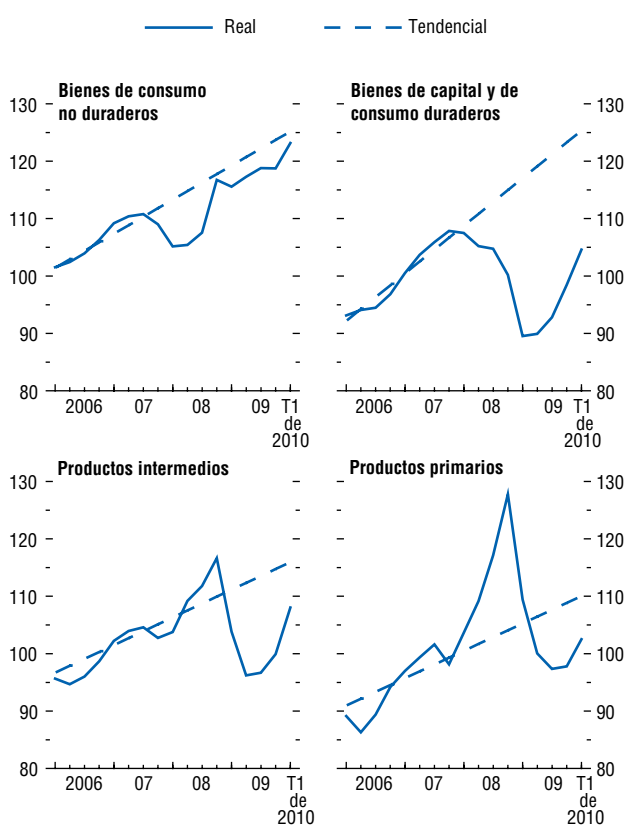 Real
Tendencial
Bienes de consumo
no duraderos
130
120
110
100
90
80
2006 07 08 09 T1
de
2010
Bienes de capital y de
consumo duraderos
130
120
110
100
90
80
2006 07 08 09 T1
de
2010
Productos intermedios
130
120
110
100
90
80
2006 07 08 09 T1
de
2010
Productos primarios
130
120
110
100
90
80
2006 07 08 09 T1
de
2010